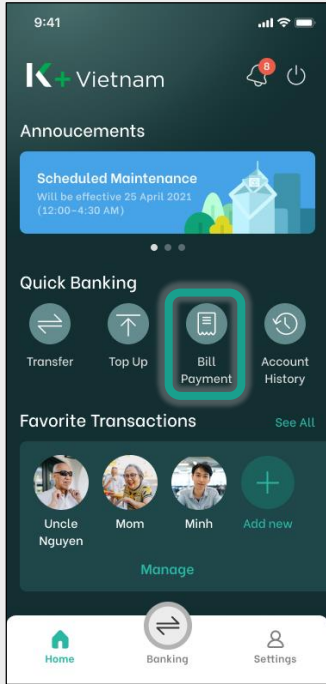 9:41
K+ Vietnam
8
Annoucements
Scheduled Maintenance
Will be effective 25 April 2021
(12:00-4:30 AM)
Quick Banking
Transfer
Top Up
Bill
Payment
Account
History
Favorite Transactions
See All
Uncle
Nguyen
Mom
Minh
Add new
Manage
Home
Banking
Settings